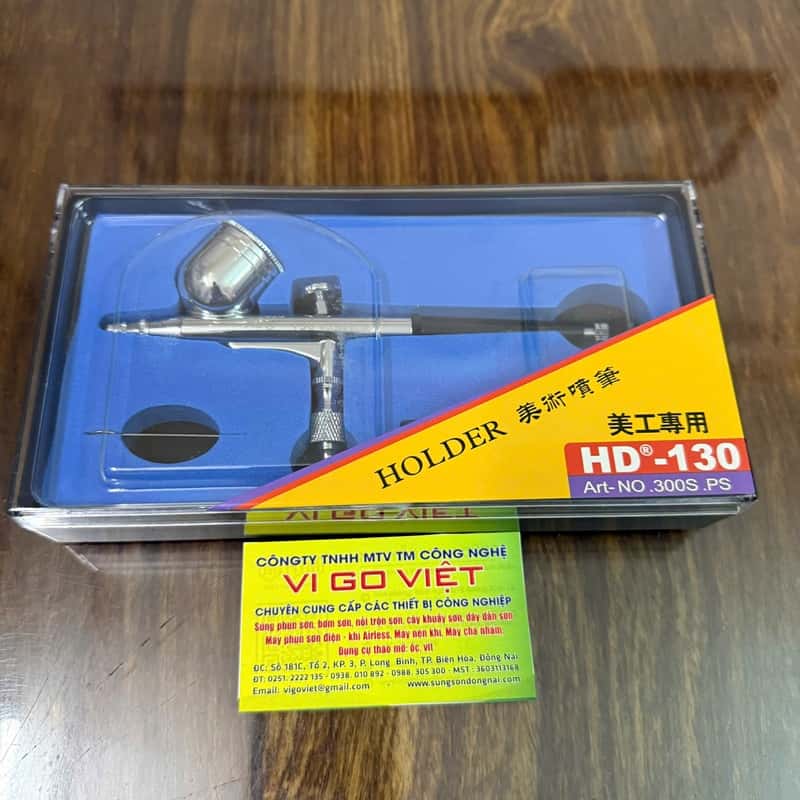 HOLDER 美術噴筆
美工專用
HD®-130
Art-NO .300S .PS
VI GO VIỆT
CÔNGTY TNHH MTV TM CÔNG NGHỆ
VI GO VIỆT
CHUYÊN CUNG CẤP CÁC THIẾT BỊ CÔNG NGHIỆP
Súng phun sơn, bơm sơn, nồi trộn sơn, cây khuấy sơn, dây dẫn sơn
Máy phun sơn điện - khí Airless, Máy nén khí, Máy chà nhám,
Dụng cụ tháo mở: ốc, vít
ĐC: Số 181C, Tổ 2, KP. 3, P. Long Bình, TP. Biên Hòa, Đồng Nai
ĐT: 0251. 2222 135 - 0938. 010 892 - 0988. 305 300 - MST : 3603113168
Email: vigoviet@gmail.com - www.sungsondongnai.com